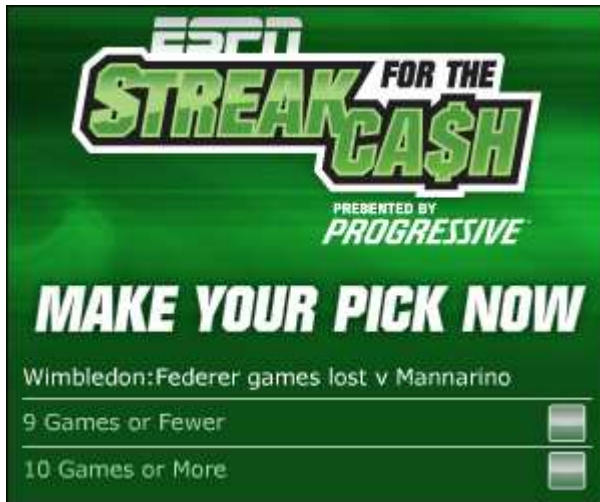 ESPN
STREAK FOR THE
CA$H
PRESENTED BY
PROGRESSIVE
MAKE YOUR PICK NOW
Wimbledon:Federer games lost v Mannarino
9 Games or Fewer
10 Games or More